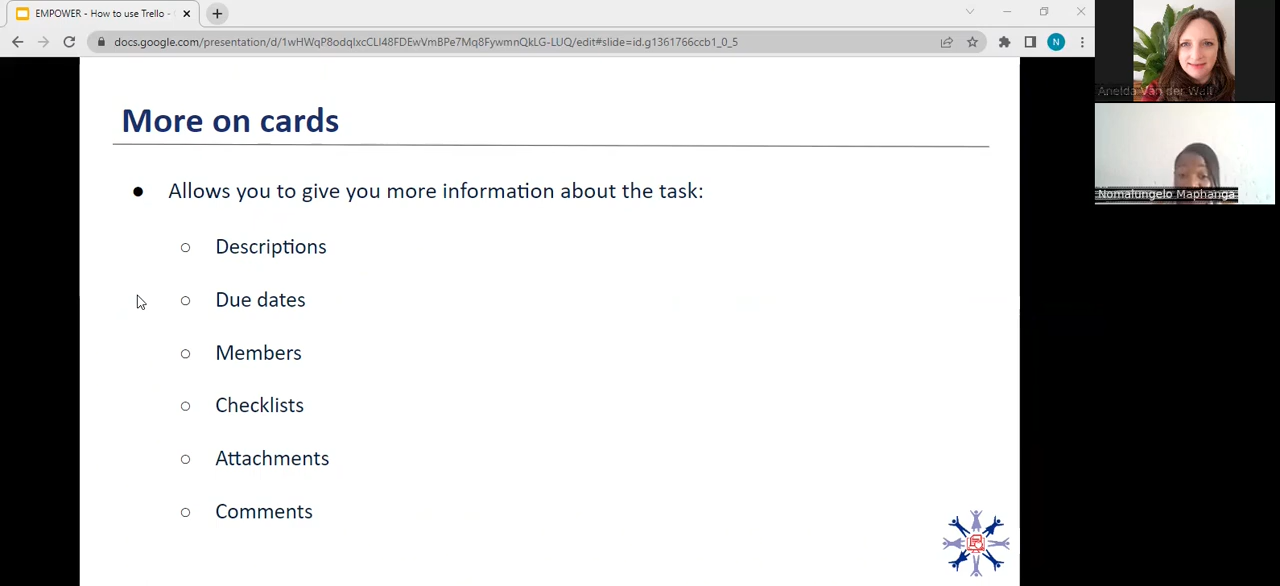 EMPOWER - How to use Trello -
docs.google.com/presentation/d/1wHWqP8odqIxcCLI48FDEwVmBPe7Mq8FywmnQkLG-LUQ/edit#slide=id.g1361766ccb1_0_5
N
Anelda Van der Walt
Nomalungelo Maphanga
More on cards
● Allows you to give you more information about the task:
○ Descriptions
○ Due dates
○ Members
○ Checklists
○ Attachments
○ Comments